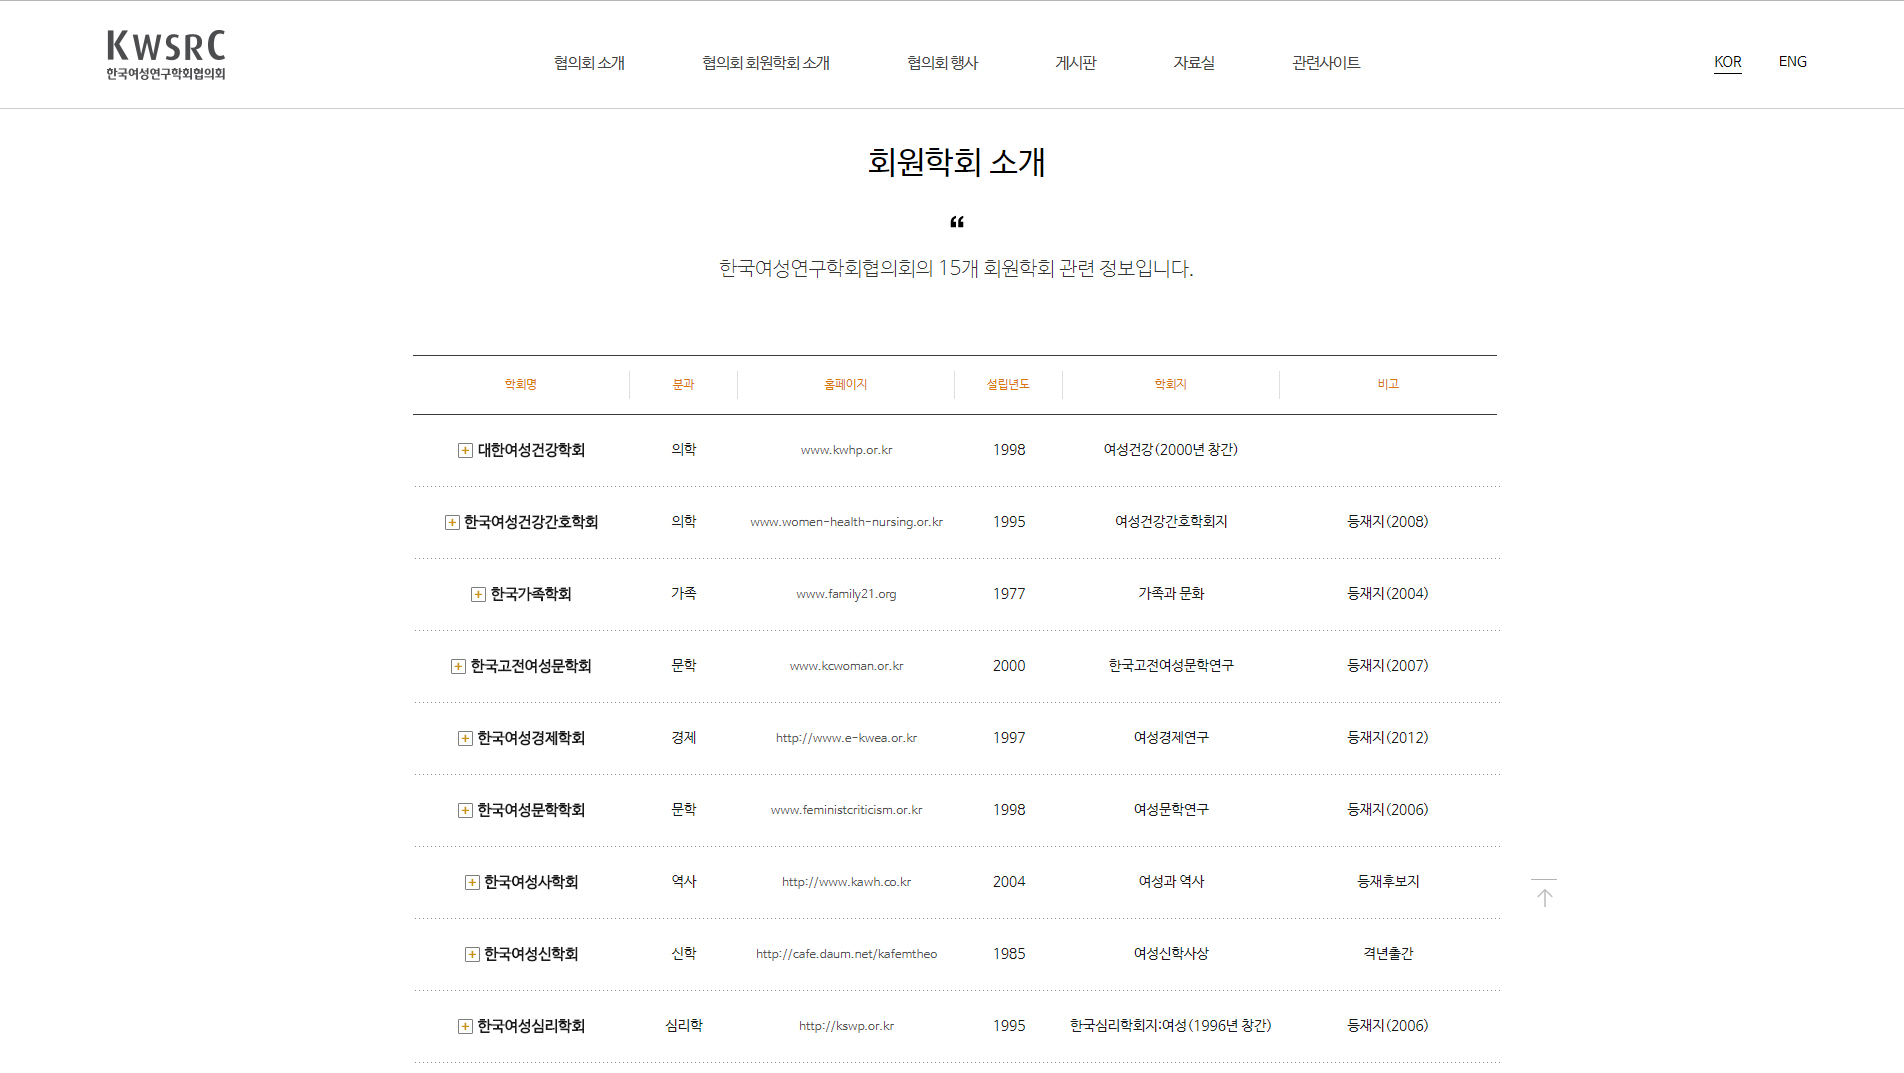 KWSRC
한국여성연구학회협의회
협의회 소개 협의회 회원학회 소개 협의회 행사 게시판 자료실 관련사이트 KOR ENG
회원학회 소개
“
한국여성연구학회협의회의 15개 회원학회 관련 정보입니다.
학회명 분과 홈페이지 설립년도 학회지 비고
대한여성건강학회 의학 www.kwhp.or.kr 1998 여성건강(2000년 창간)
한국여성건강간호학회 의학 www.women-health-nursing.or.kr 1995 여성건강간호학회지 등재지(2008)
한국가족학회 가족 www.family21.org 1977 가족과 문화 등재지(2004)
한국고전여성문학회 문학 www.kcwoman.or.kr 2000 한국고전여성문학연구 등재지(2007)
한국여성경제학회 경제 http://www.e-kwea.or.kr 1997 여성경제연구 등재지(2012)
한국여성문학학회 문학 www.feministcriticism.or.kr 1998 여성문학연구 등재지(2006)
한국여성사학회 역사 http://www.kawh.co.kr 2004 여성과 역사 등재후보지
한국여성신학회 신학 http://cafe.daum.net/kafemtheo 1985 여성신학사상 격년출간
한국여성심리학회 심리학 http://kswp.or.kr 1995 한국심리학회지:여성(1996년 창간) 등재지(2006)